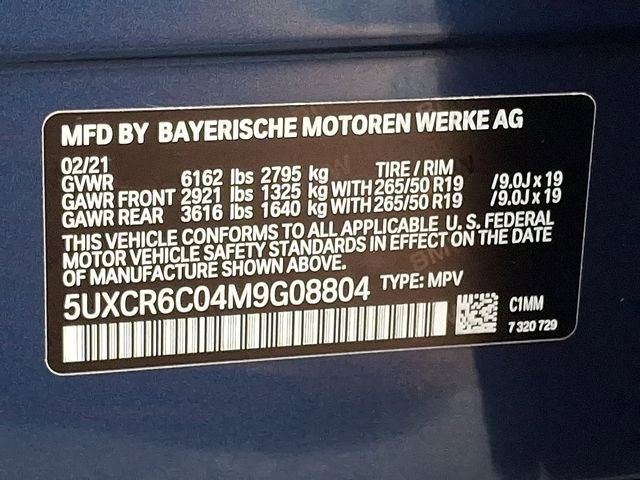 MFD BY BAYERISCHE MOTOREN WERKE AG
02/21 TIRE / RIM
GVWR 6162 lbs 2795 kg
GAWR FRONT 2921 lbs 1325 kg WITH 265/50 R19 /9.0J x 19
GAWR REAR 3616 lbs 1640 kg WITH 265/50 R19 /9.0J x 19
THIS VEHICLE CONFORMS TO ALL APPLICABLE U. S. FEDERAL
MOTOR VEHICLE SAFETY STANDARDS IN EFFECT ON THE
DATE OF MANUFACTURE SHOWN ABOVE.
5UXCR6C04M9G08804 TYPE: MPV
C1MM
7 320 729